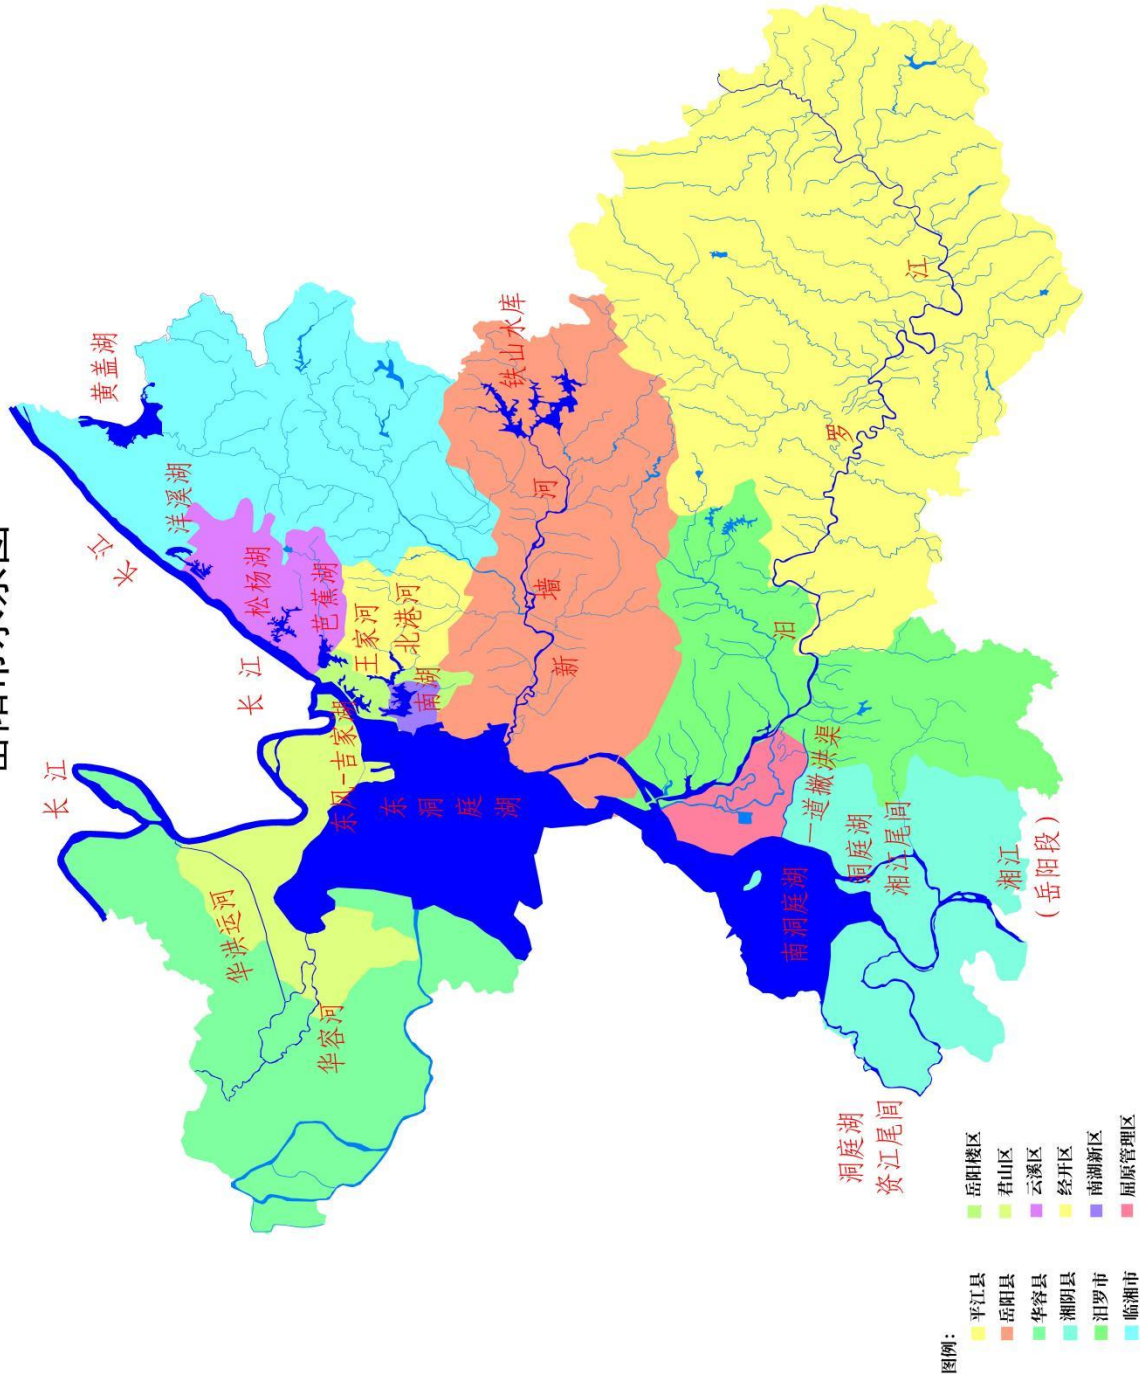 岳阳市水系图
长江
长江
长江
黄盖湖
洋溪湖
松杨湖
芭蕉湖
王家河
北港河
南湖
东风-吉家湖
东洞庭湖
华洪运河
华容河
铁山水库
新墙河
汨罗江
一道撇洪渠
南洞庭湖
洞庭湖
湘江尾闾
湘江
(岳阳段)
洞庭湖
资江尾闾
图例：
平江县
岳阳县
华容县
湘阴县
汨罗市
临湘市
岳阳楼区
君山区
云溪区
经开区
南湖新区
屈原管理区